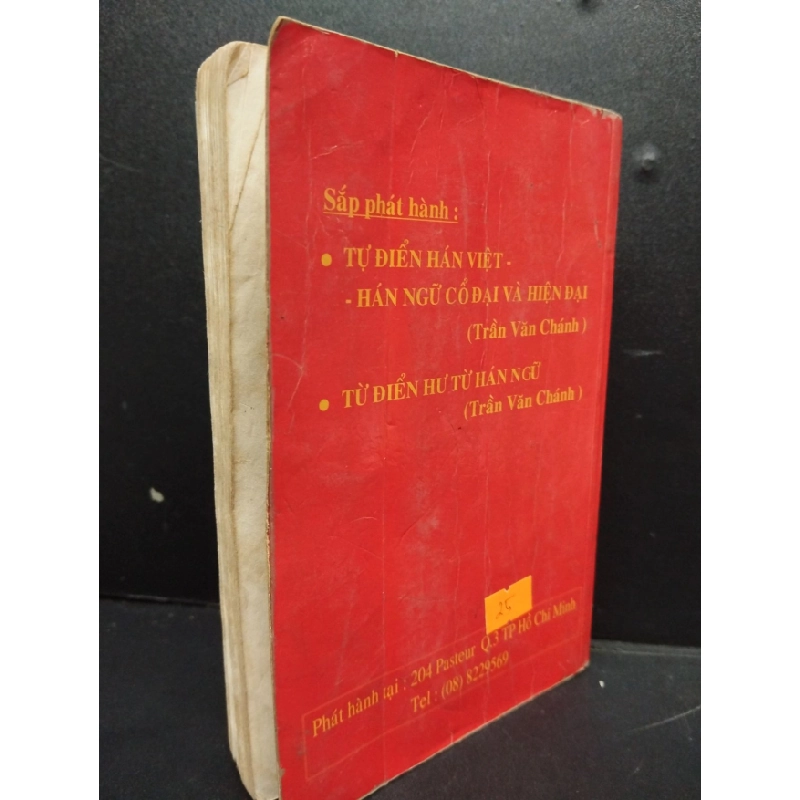 Sắp phát hành :
• TỰ ĐIỂN HÁN VIỆT -
- HÁN NGỮ CỔ ĐẠI VÀ HIỆN ĐẠI
(Trần Văn Chánh )
• TỪ ĐIỂN HƯ TỪ HÁN NGỮ
(Trần Văn Chánh )
25
Phát hành tại : 204 Pasteur Q.3 TP Hồ Chí Minh
Tel : (08) 8229569